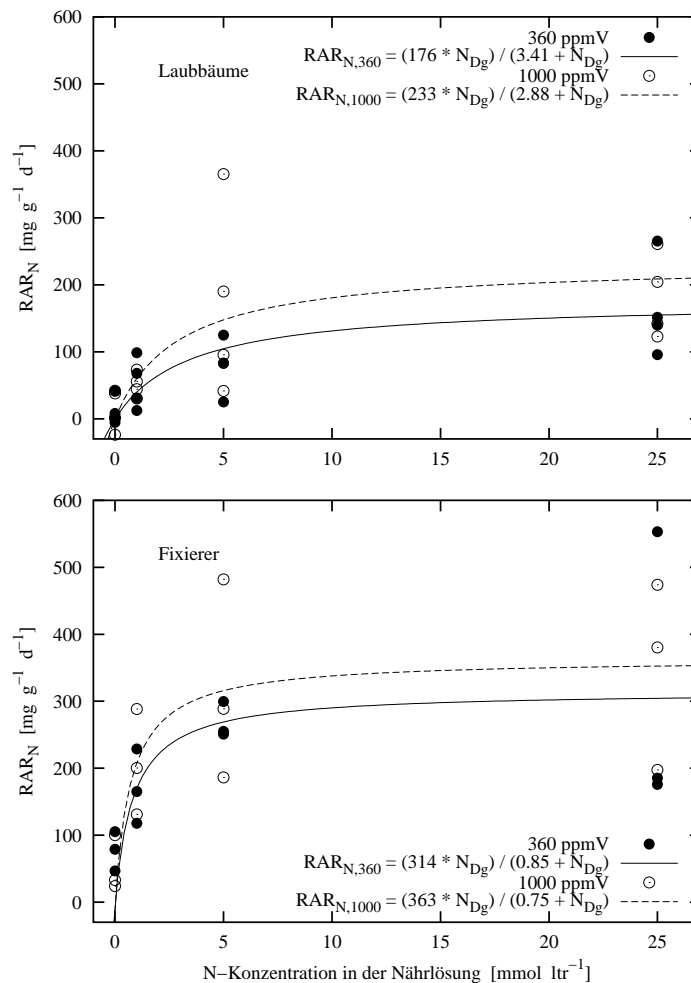 600
500
400
300
200
100
0
RAR_N [mg g⁻¹ d⁻¹]
Laubbäume
360 ppmV
RAR_N,360 = (176 * N_Dg) / (3.41 + N_Dg)
1000 ppmV
RAR_N,1000 = (233 * N_Dg) / (2.88 + N_Dg)
0 5 10 15 20 25
600
500
400
300
200
100
0
RAR_N [mg g⁻¹ d⁻¹]
Fixierer
360 ppmV
RAR_N,360 = (314 * N_Dg) / (0.85 + N_Dg)
1000 ppmV
RAR_N,1000 = (363 * N_Dg) / (0.75 + N_Dg)
0 5 10 15 20 25
N−Konzentration in der Nährlösung [mmol ltr⁻¹]